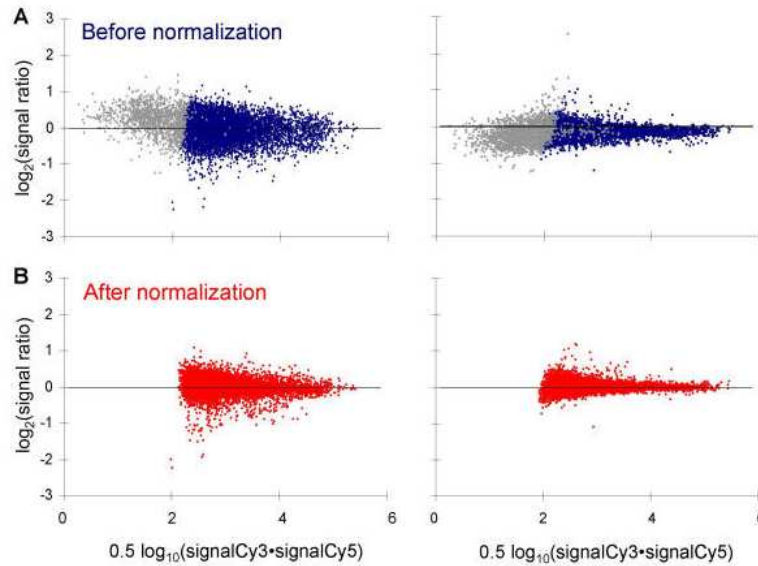 A
Before normalization
3
2
1
0
-1
-2
-3
log₂(signal ratio)
B
After normalization
3
2
1
0
-1
-2
-3
log₂(signal ratio)
0 2 4 6 0 2 4 6
0.5 log₁₀(signalCy3•signalCy5) 0.5 log₁₀(signalCy3•signalCy5)